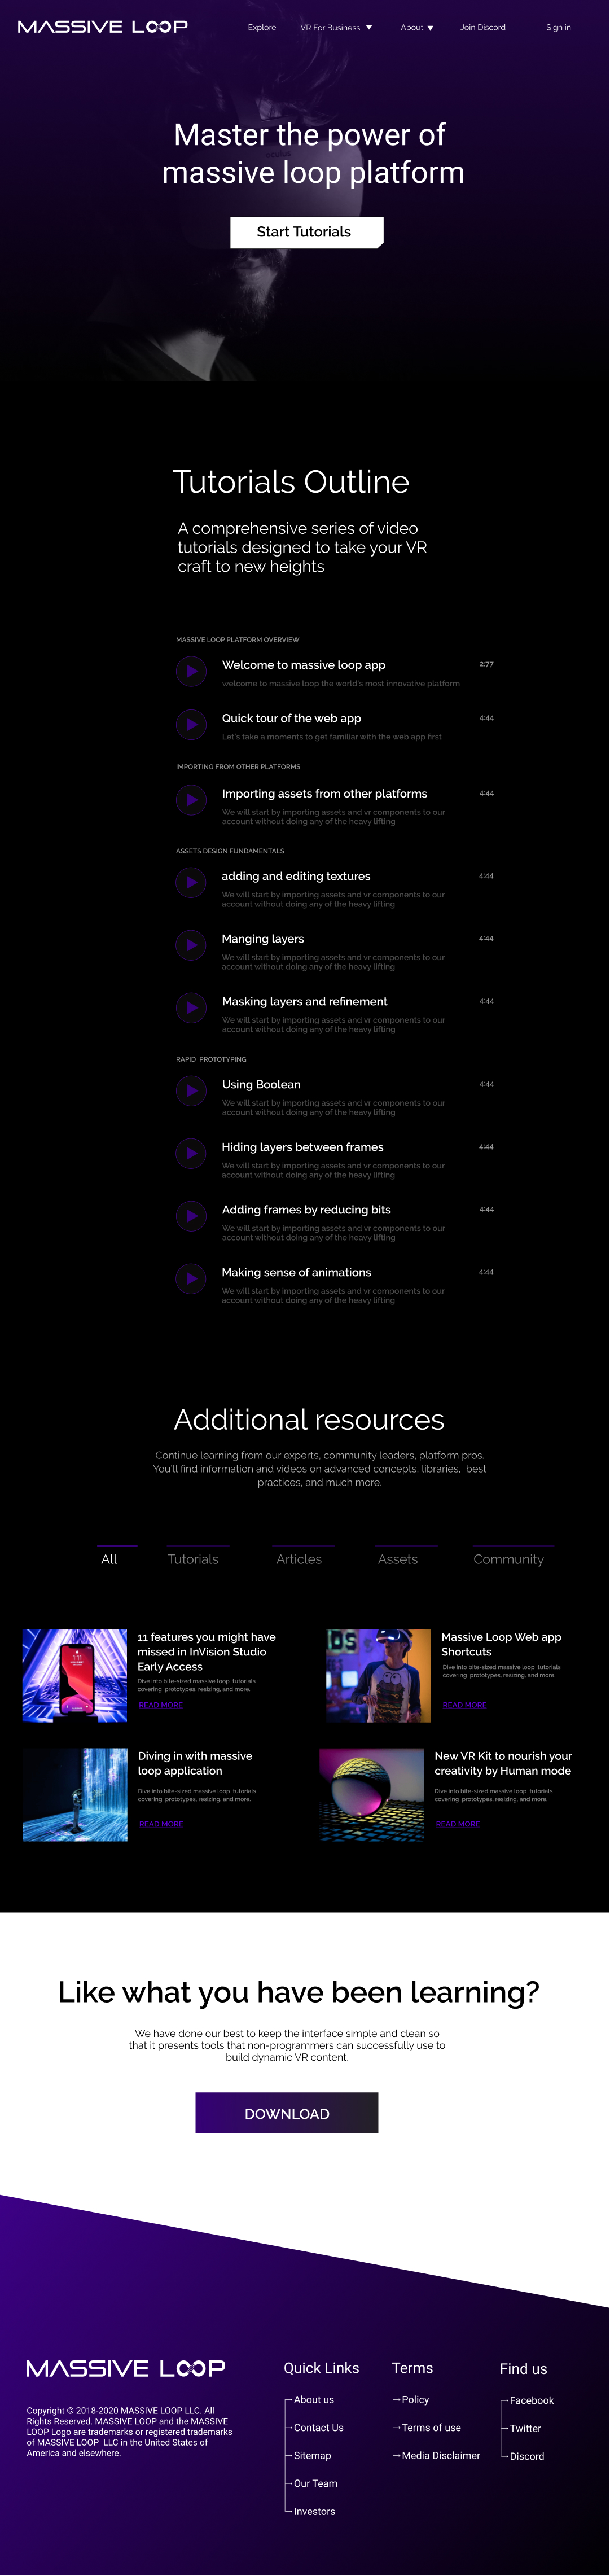 MASSIVE LOOP
Explore
VR For Business
About
Join Discord
Sign in
Master the power of
massive loop platform
Start Tutorials
Tutorials Outline
A comprehensive series of video
tutorials designed to take your VR
craft to new heights
MASSIVE LOOP PLATFORM OVERVIEW
Welcome to massive loop app
2:77
welcome to massive loop the world's most innovative platform
Quick tour of the web app
4:44
Let's take a moments to get familiar with the web app first
IMPORTING FROM OTHER PLATFORMS
Importing assets from other platforms
4:44
We will start by importing assets and vr components to our
account without doing any of the heavy lifting
ASSETS DESIGN FUNDAMENTALS
adding and editing textures
4:44
We will start by importing assets and vr components to our
account without doing any of the heavy lifting
Manging layers
4:44
We will start by importing assets and vr components to our
account without doing any of the heavy lifting
Masking layers and refinement
4:44
We will start by importing assets and vr components to our
account without doing any of the heavy lifting
RAPID PROTOTYPING
Using Boolean
4:44
We will start by importing assets and vr components to our
account without doing any of the heavy lifting
Hiding layers between frames
4:44
We will start by importing assets and vr components to our
account without doing any of the heavy lifting
Adding frames by reducing bits
4:44
We will start by importing assets and vr components to our
account without doing any of the heavy lifting
Making sense of animations
4:44
We will start by importing assets and vr components to our
account without doing any of the heavy lifting
Additional resources
Continue learning from our experts, community leaders, platform pros.
You'll find information and videos on advanced concepts, libraries, best
practices, and much more.
All
Tutorials
Articles
Assets
Community
1:11
11 features you might have
missed in InVision Studio
Early Access
Dive into bite-sized massive loop tutorials
covering prototypes, resizing, and more.
READ MORE
Massive Loop Web app
Shortcuts
Dive into bite-sized massive loop tutorials
covering prototypes, resizing, and more.
READ MORE
Diving in with massive
loop application
Dive into bite-sized massive loop tutorials
covering prototypes, resizing, and more.
READ MORE
New VR Kit to nourish your
creativity by Human mode
Dive into bite-sized massive loop tutorials
covering prototypes, resizing, and more.
READ MORE
Like what you have been learning?
We have done our best to keep the interface simple and clean so
that it presents tools that non-programmers can successfully use to
build dynamic VR content.
DOWNLOAD
MASSIVE LOOP
Copyright © 2018-2020 MASSIVE LOOP LLC. All
Rights Reserved. MASSIVE LOOP and the MASSIVE
LOOP Logo are trademarks or registered trademarks
of MASSIVE LOOP LLC in the United States of
America and elsewhere.
Quick Links
About us
Contact Us
Sitemap
Our Team
Investors
Terms
Policy
Terms of use
Media Disclaimer
Find us
Facebook
Twitter
Discord